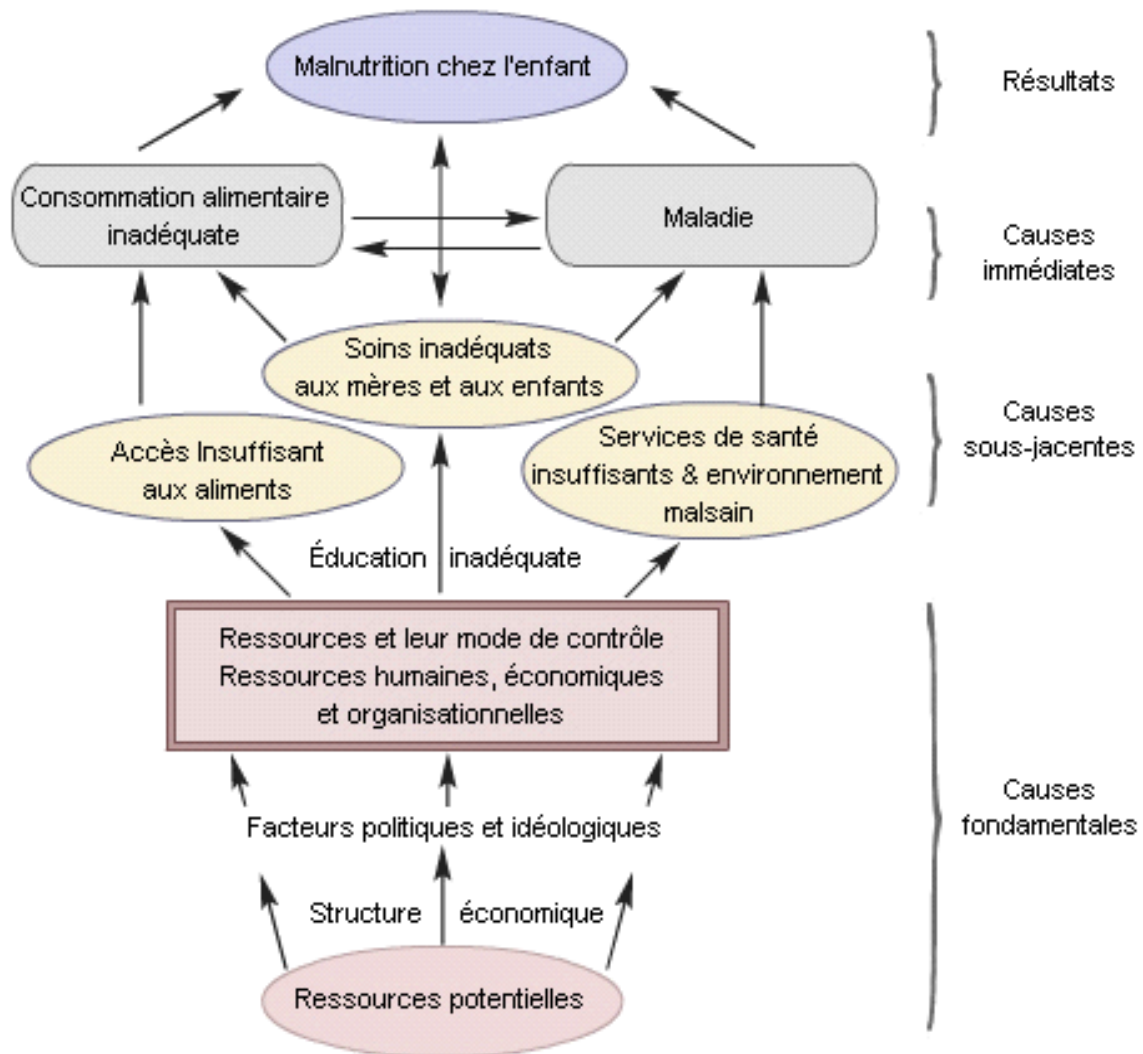 Malnutrition chez l'enfant
Résultats
Consommation alimentaire
inadéquate
Maladie
Causes
immédiates
Soins inadéquats
aux mères et aux enfants
Accès Insuffisant
aux aliments
Services de santé
insuffisants & environnement
malsain
Causes
sous-jacentes
Éducation inadéquate
Ressources et leur mode de contrôle
Ressources humaines, économiques
et organisationnelles
Facteurs politiques et idéologiques
Structure économique
Ressources potentielles
Causes
fondamentales